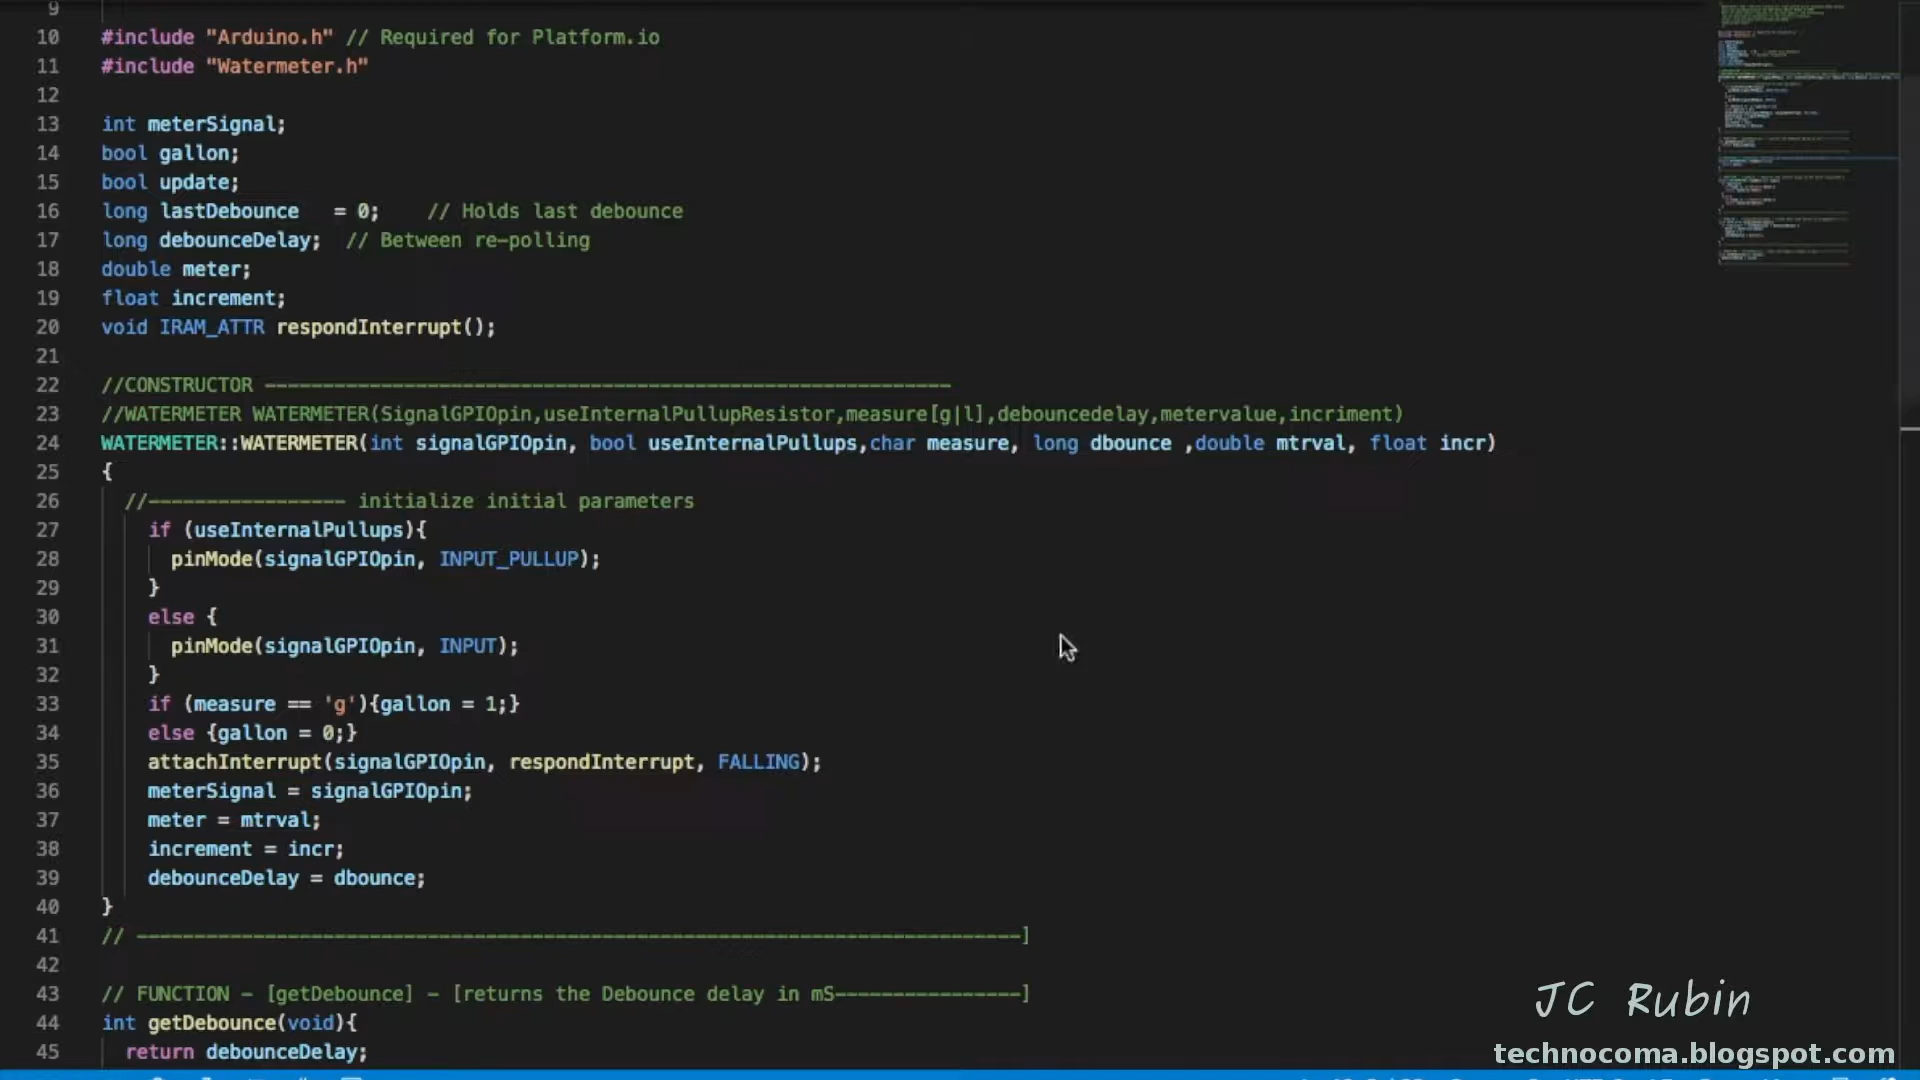 9
10 #include "Arduino.h" // Required for Platform.io
11 #include "Watermeter.h"
12
13 int meterSignal;
14 bool gallon;
15 bool update;
16 long lastDebounce   = 0;    // Holds last debounce
17 long debounceDelay;  // Between re-polling
18 double meter;
19 float increment;
20 void IRAM_ATTR respondInterrupt();
21
22 //CONSTRUCTOR -----------------------------------------------------------
23 //WATERMETER WATERMETER(SignalGPIOpin,useInternalPullupResistor,measure[g|l],debouncedelay,metervalue,incriment)
24 WATERMETER::WATERMETER(int signalGPIOpin, bool useInternalPullups,char measure, long dbounce ,double mtrval, float incr)
25 {
26   //----------------- initialize initial parameters
27     if (useInternalPullups){
28       pinMode(signalGPIOpin, INPUT_PULLUP);
29     }
30     else {
31       pinMode(signalGPIOpin, INPUT);
32     }
33     if (measure == 'g'){gallon = 1;}
34     else {gallon = 0;}
35     attachInterrupt(signalGPIOpin, respondInterrupt, FALLING);
36     meterSignal = signalGPIOpin;
37     meter = mtrval;
38     increment = incr;
39     debounceDelay = dbounce;
40 }
41 // ----------------------------------------------------------------------------]
42
43 // FUNCTION - [getDebounce] - [returns the Debounce delay in mS----------------]
44 int getDebounce(void){
45   return debounceDelay;
JC Rubin
technocoma.blogspot.com